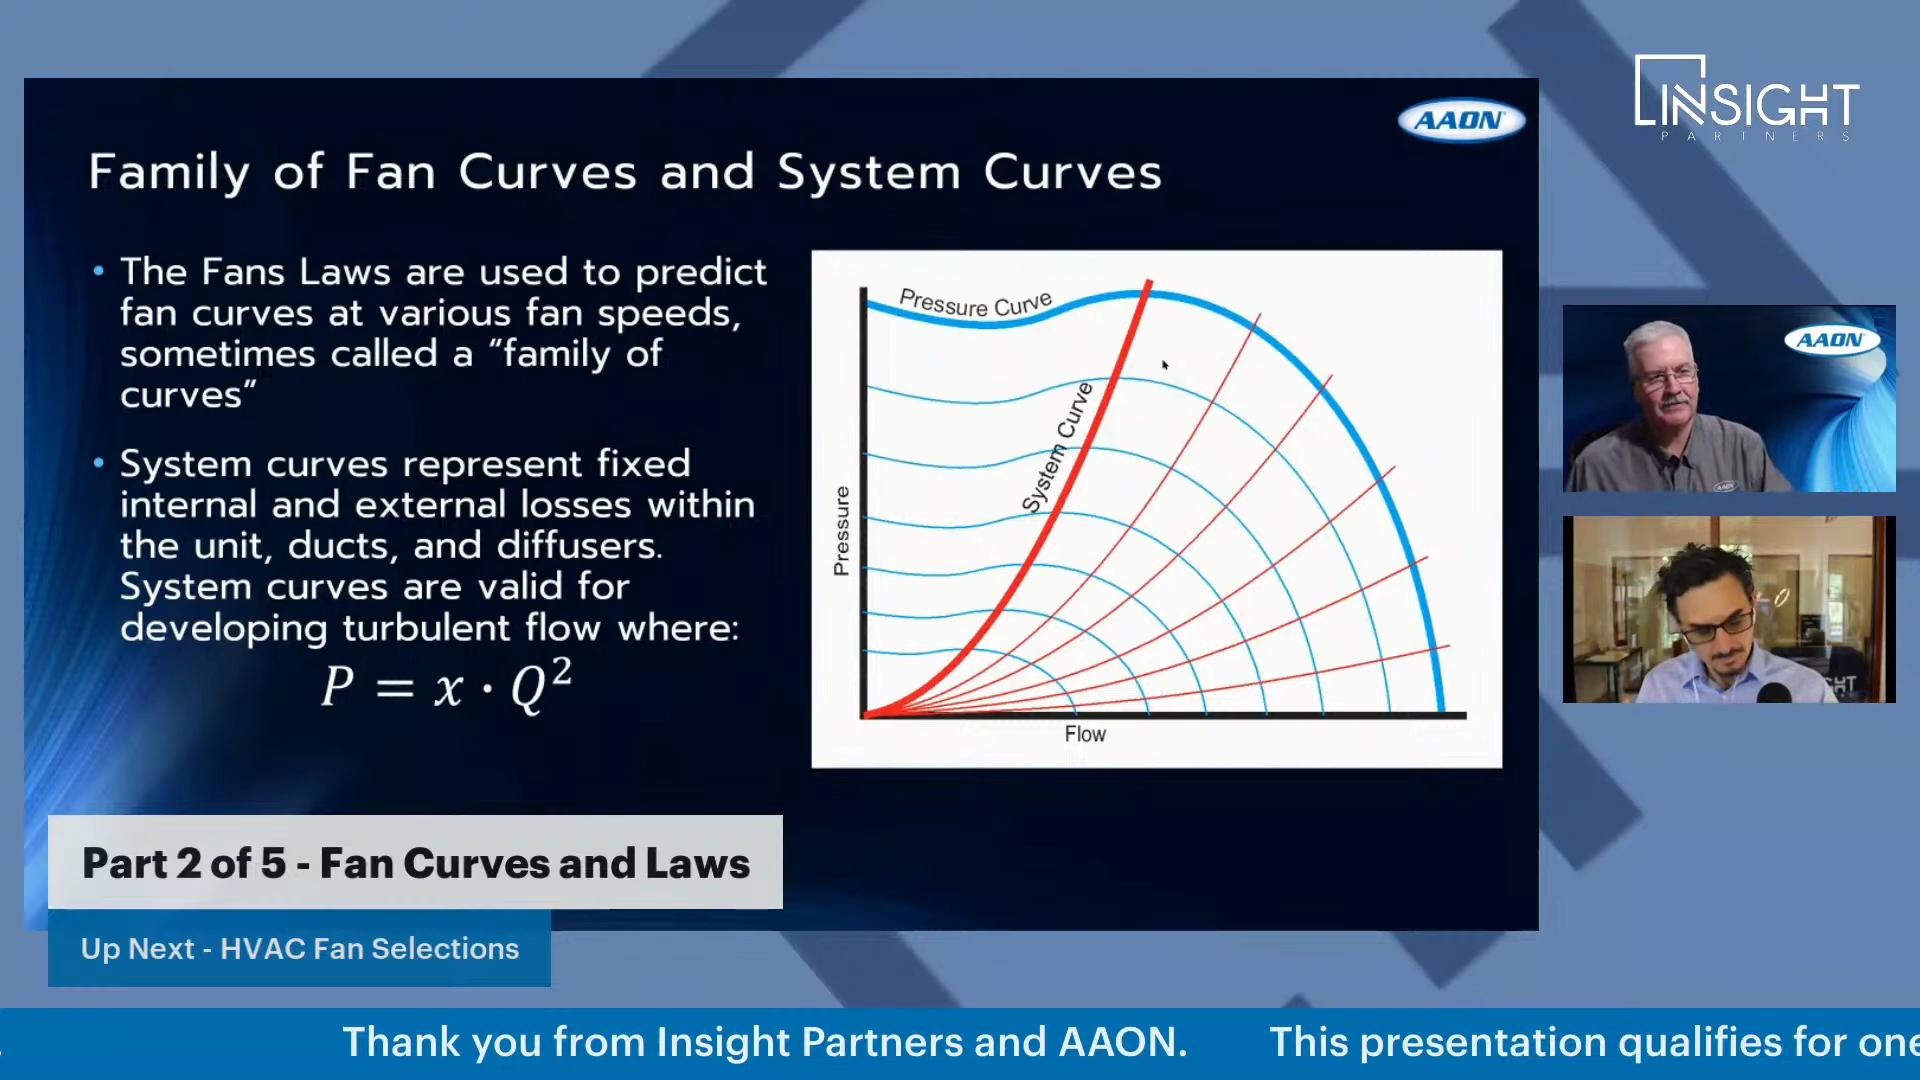 AAON
INSIGHT
PARTNERS
Family of Fan Curves and System Curves
• The Fans Laws are used to predict
fan curves at various fan speeds,
sometimes called a "family of
curves"
• System curves represent fixed
internal and external losses within
the unit, ducts, and diffusers.
System curves are valid for
developing turbulent flow where:
P = x · Q²
Pressure Curve
System Curve
Pressure
Flow
AAON
AAON
Part 2 of 5 - Fan Curves and Laws
Up Next - HVAC Fan Selections
Thank you from Insight Partners and AAON. This presentation qualifies for one